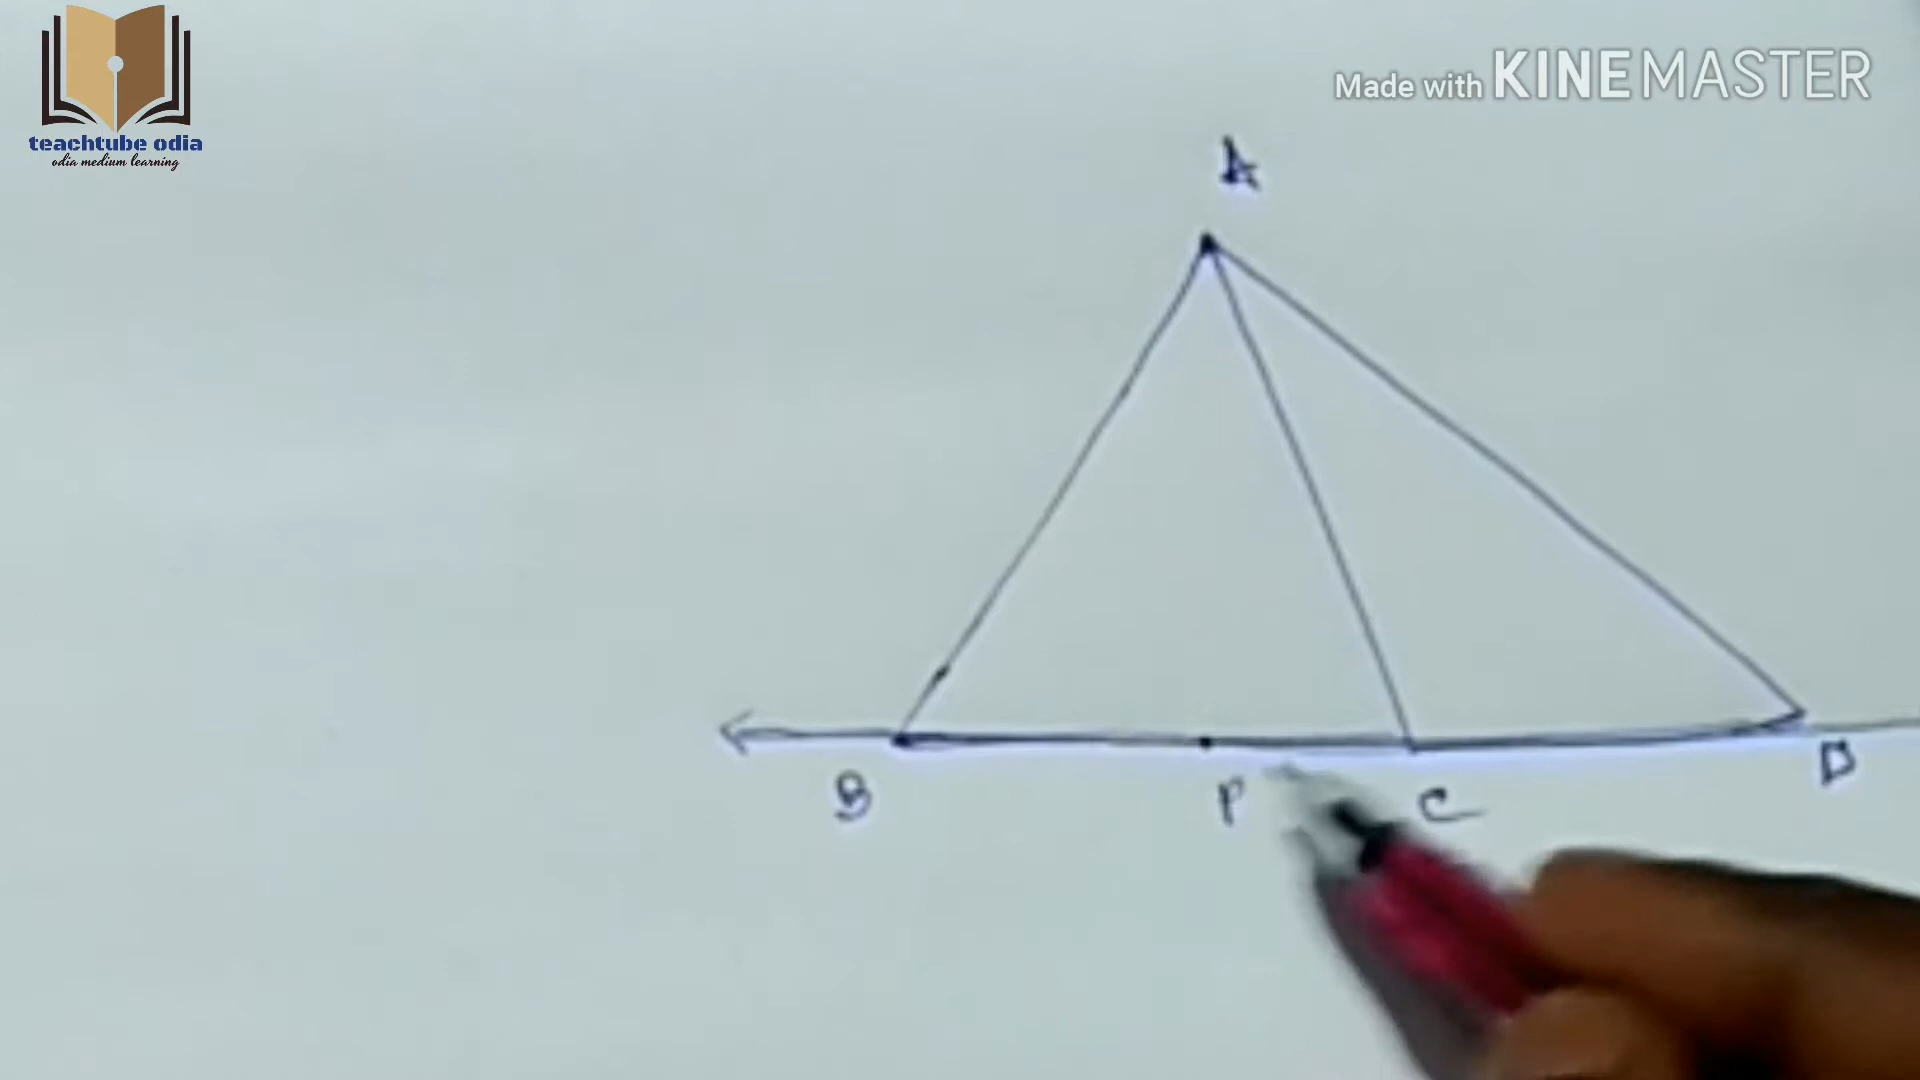 teachtube odia
odia medium learning
Made with KINEMASTER
A
B
P
C
D